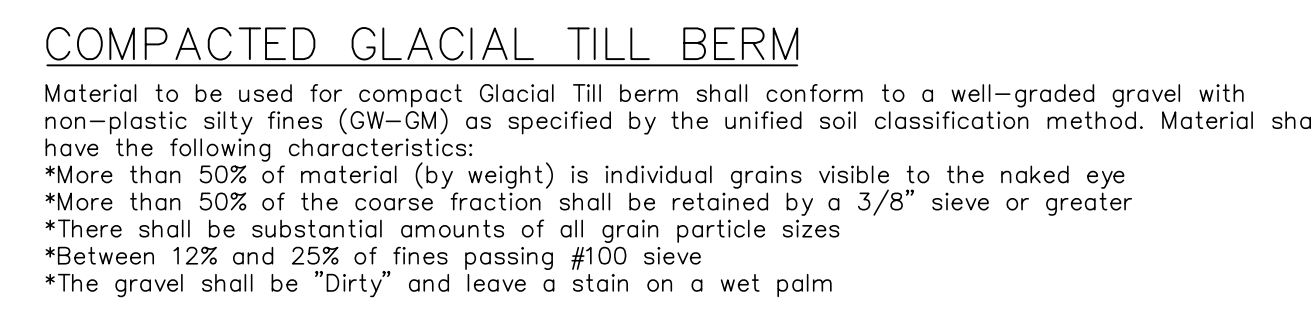 COMPACTED GLACIAL TILL BERM
Material to be used for compact Glacial Till berm shall conform to a well-graded gravel with
non-plastic silty fines (GW-GM) as specified by the unified soil classification method. Material sha
have the following characteristics:
*More than 50% of material (by weight) is individual grains visible to the naked eye
*More than 50% of the coarse fraction shall be retained by a 3/8" sieve or greater
*There shall be substantial amounts of all grain particle sizes
*Between 12% and 25% of fines passing #100 sieve
*The gravel shall be "Dirty" and leave a stain on a wet palm